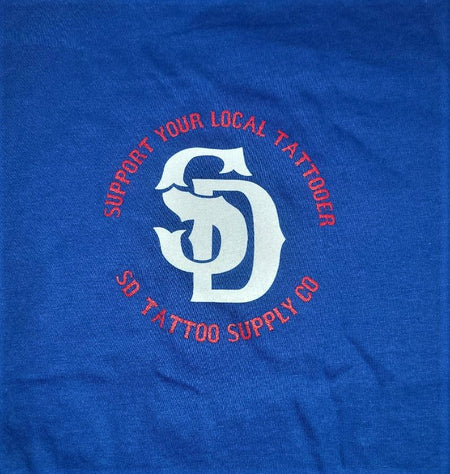 SUPPORT YOUR LOCAL TATTOOER
SD
SD TATTOO SUPPLY CO